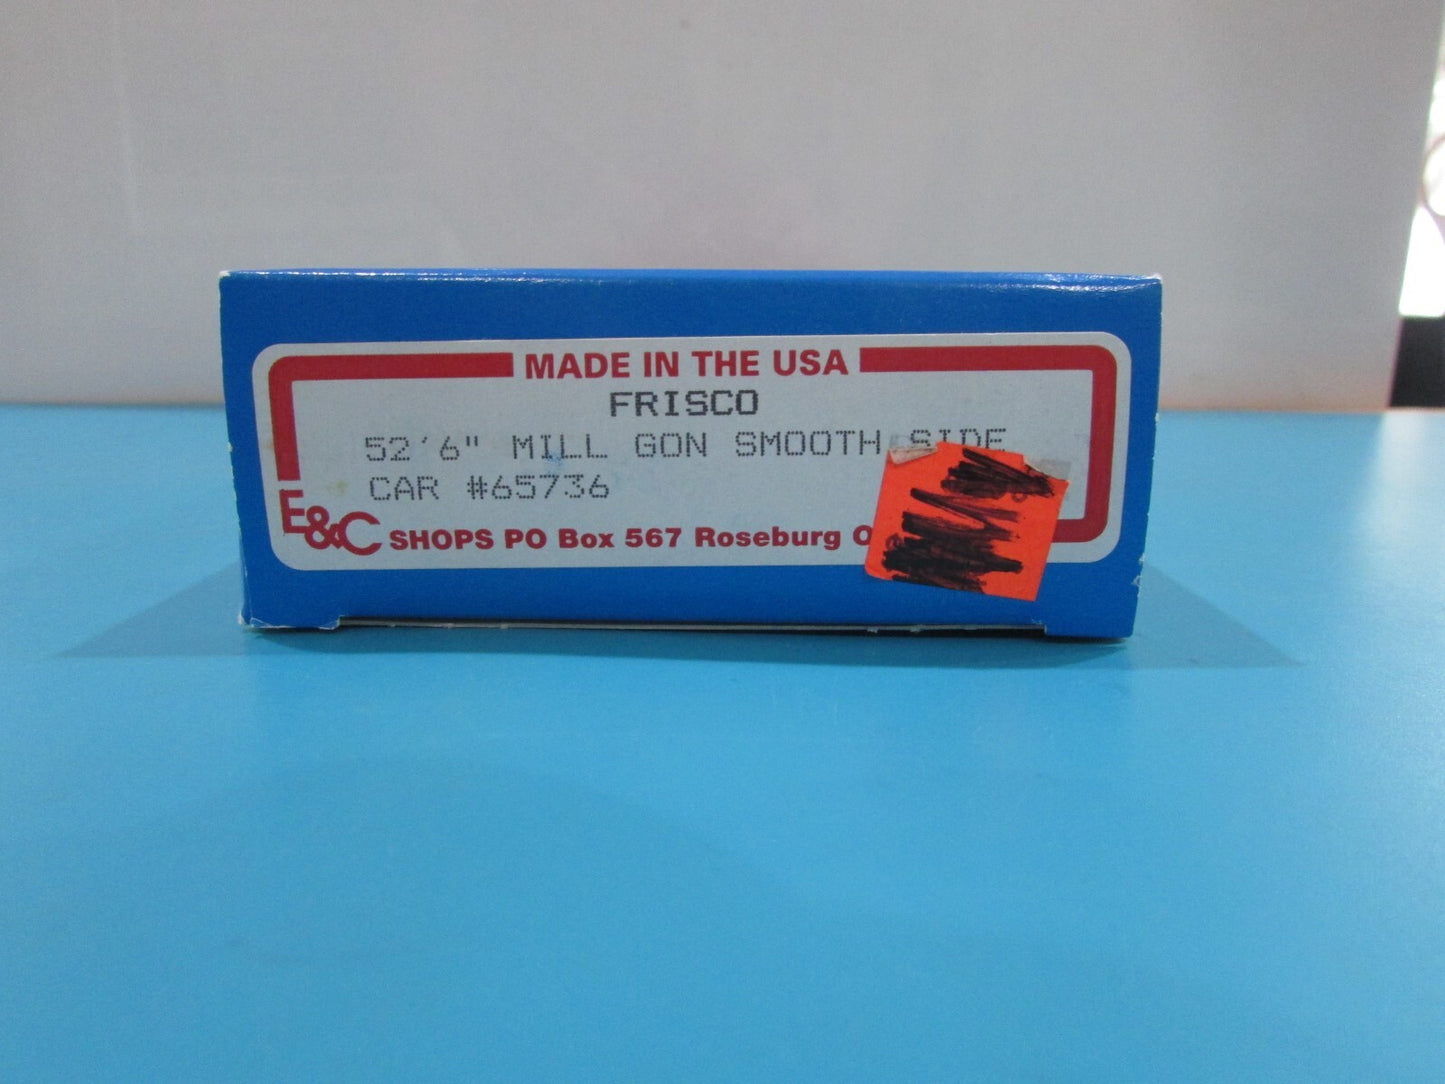 MADE IN THE USA
FRISCO
52'6" MILL GON SMOOTH SIDE
CAR #65736
E&C SHOPS PO Box 567 Roseburg O